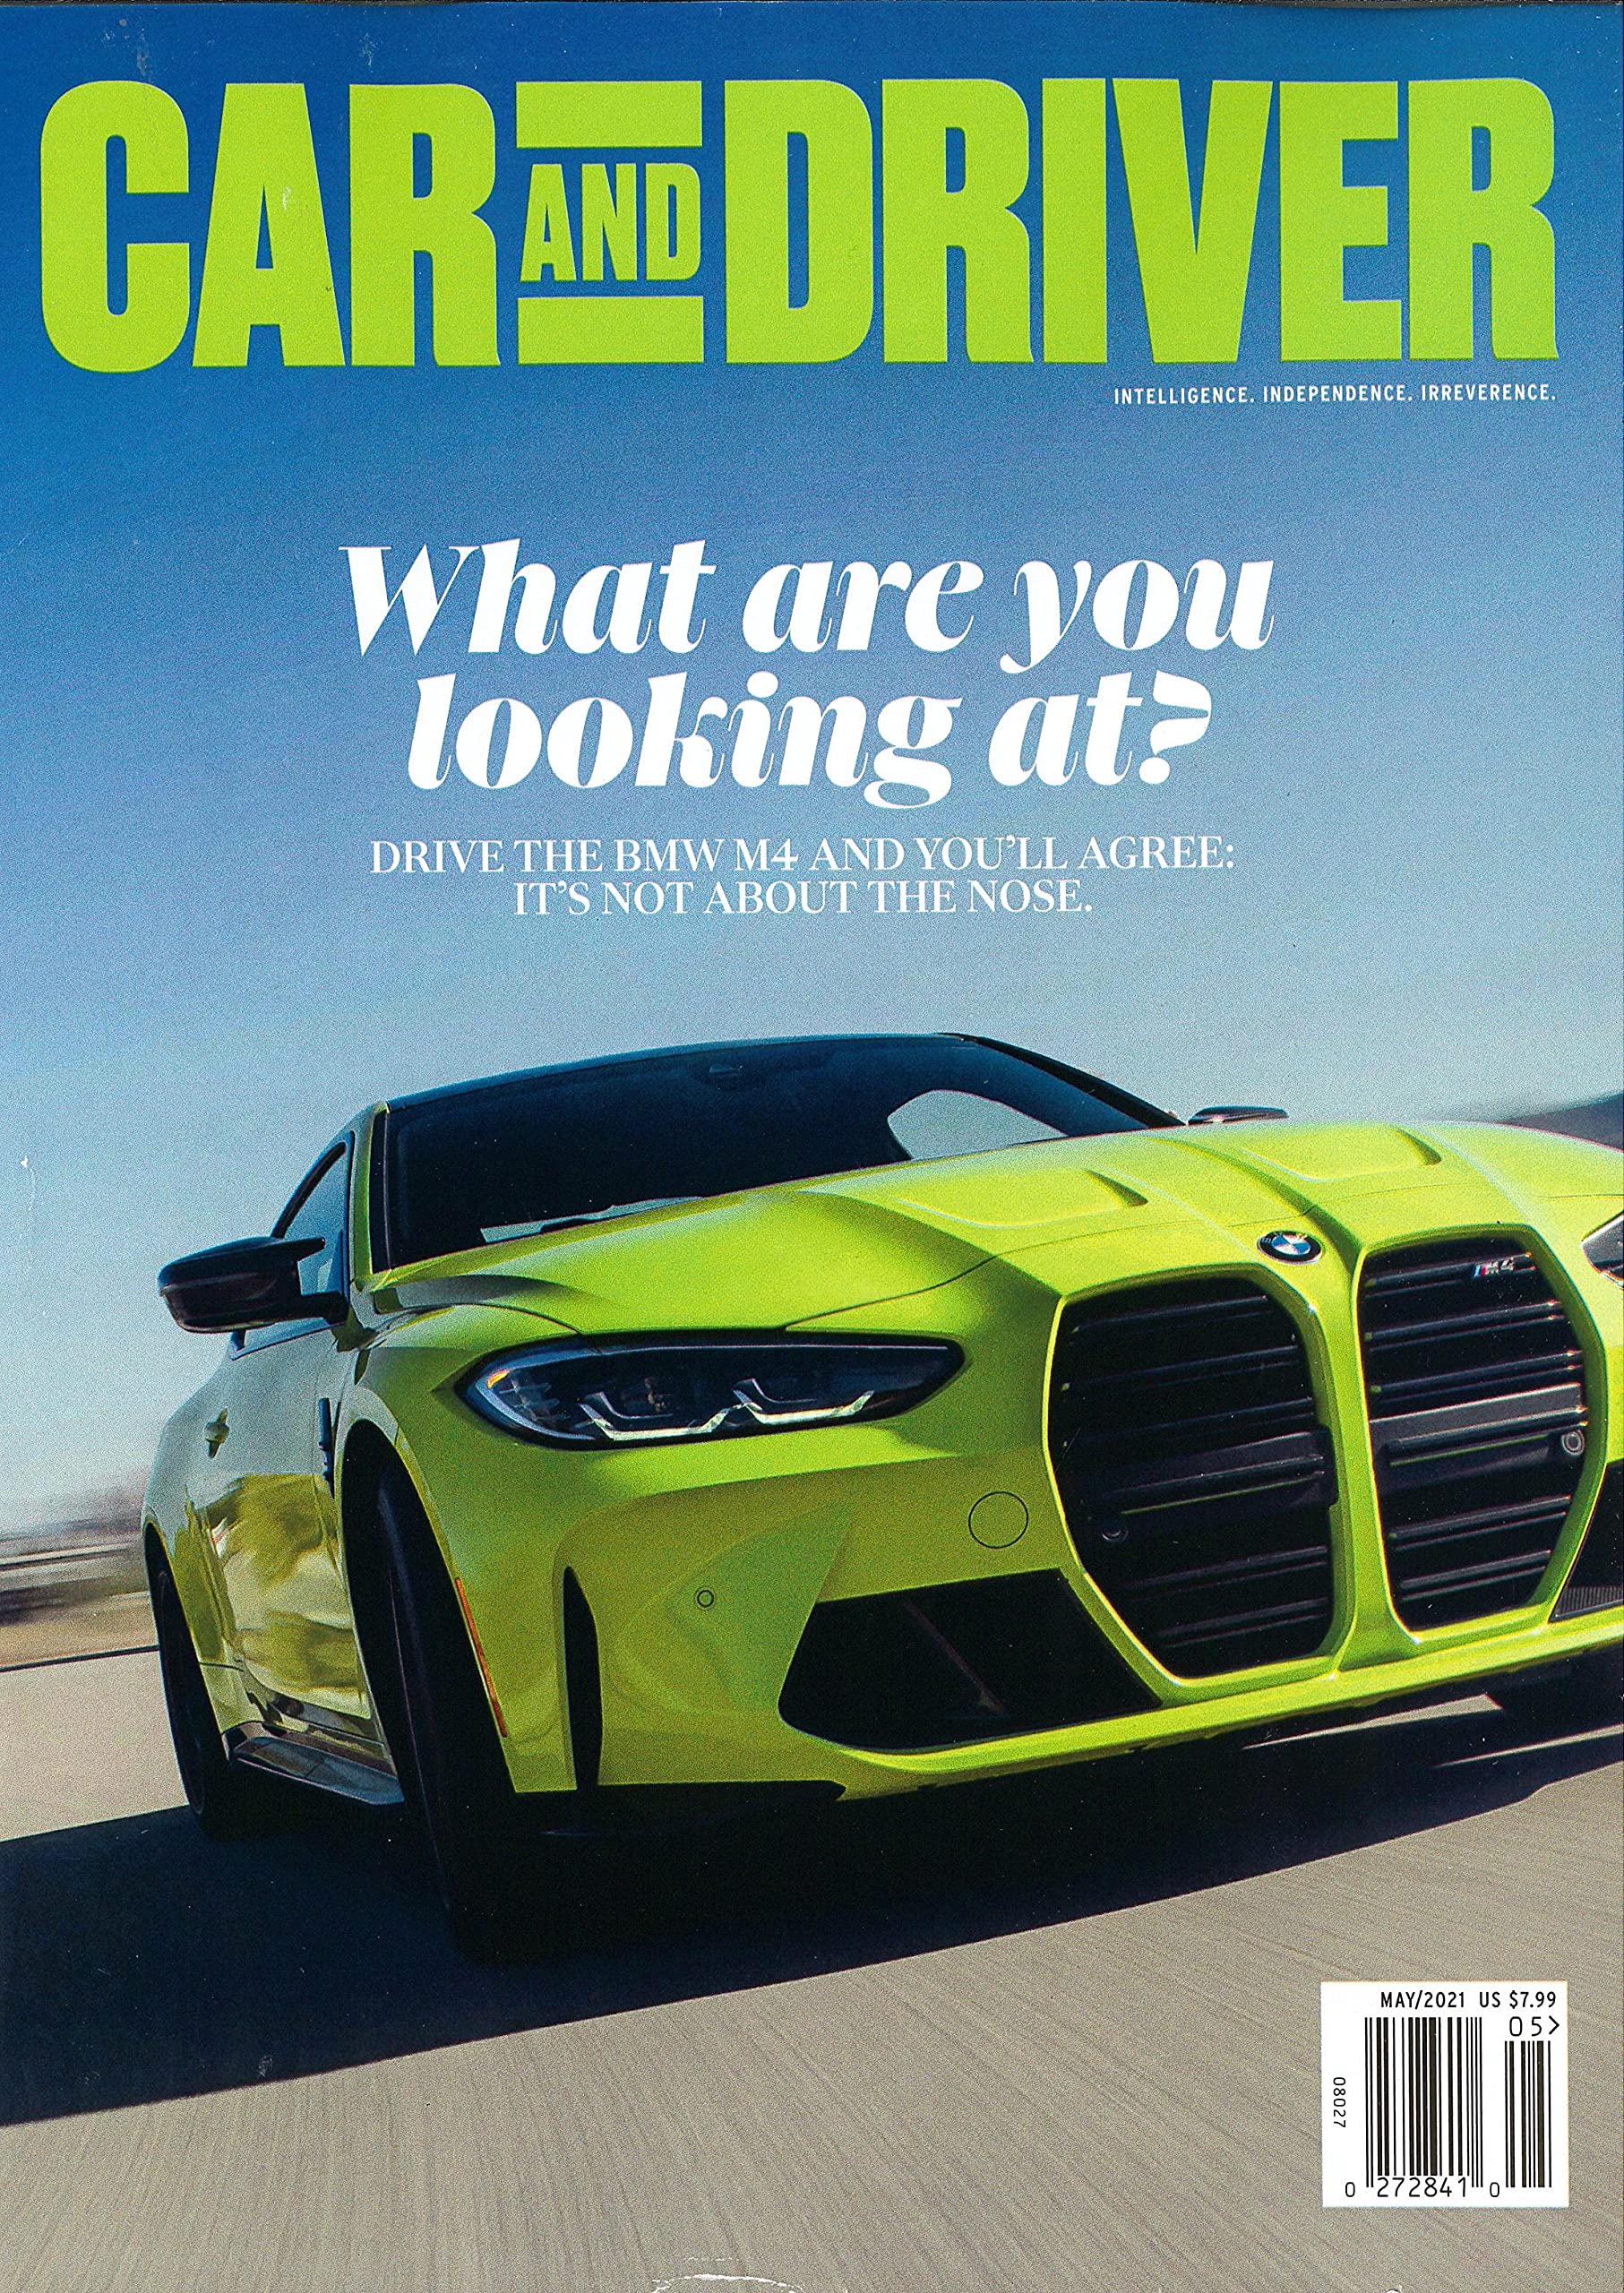 CAR AND DRIVER
INTELLIGENCE. INDEPENDENCE. IRREVERENCE.
What are you
looking at?
DRIVE THE BMW M4 AND YOU'LL AGREE:
IT'S NOT ABOUT THE NOSE.
BMW
M4
MAY/2021 US $7.99
05>
08027
0 272841 0